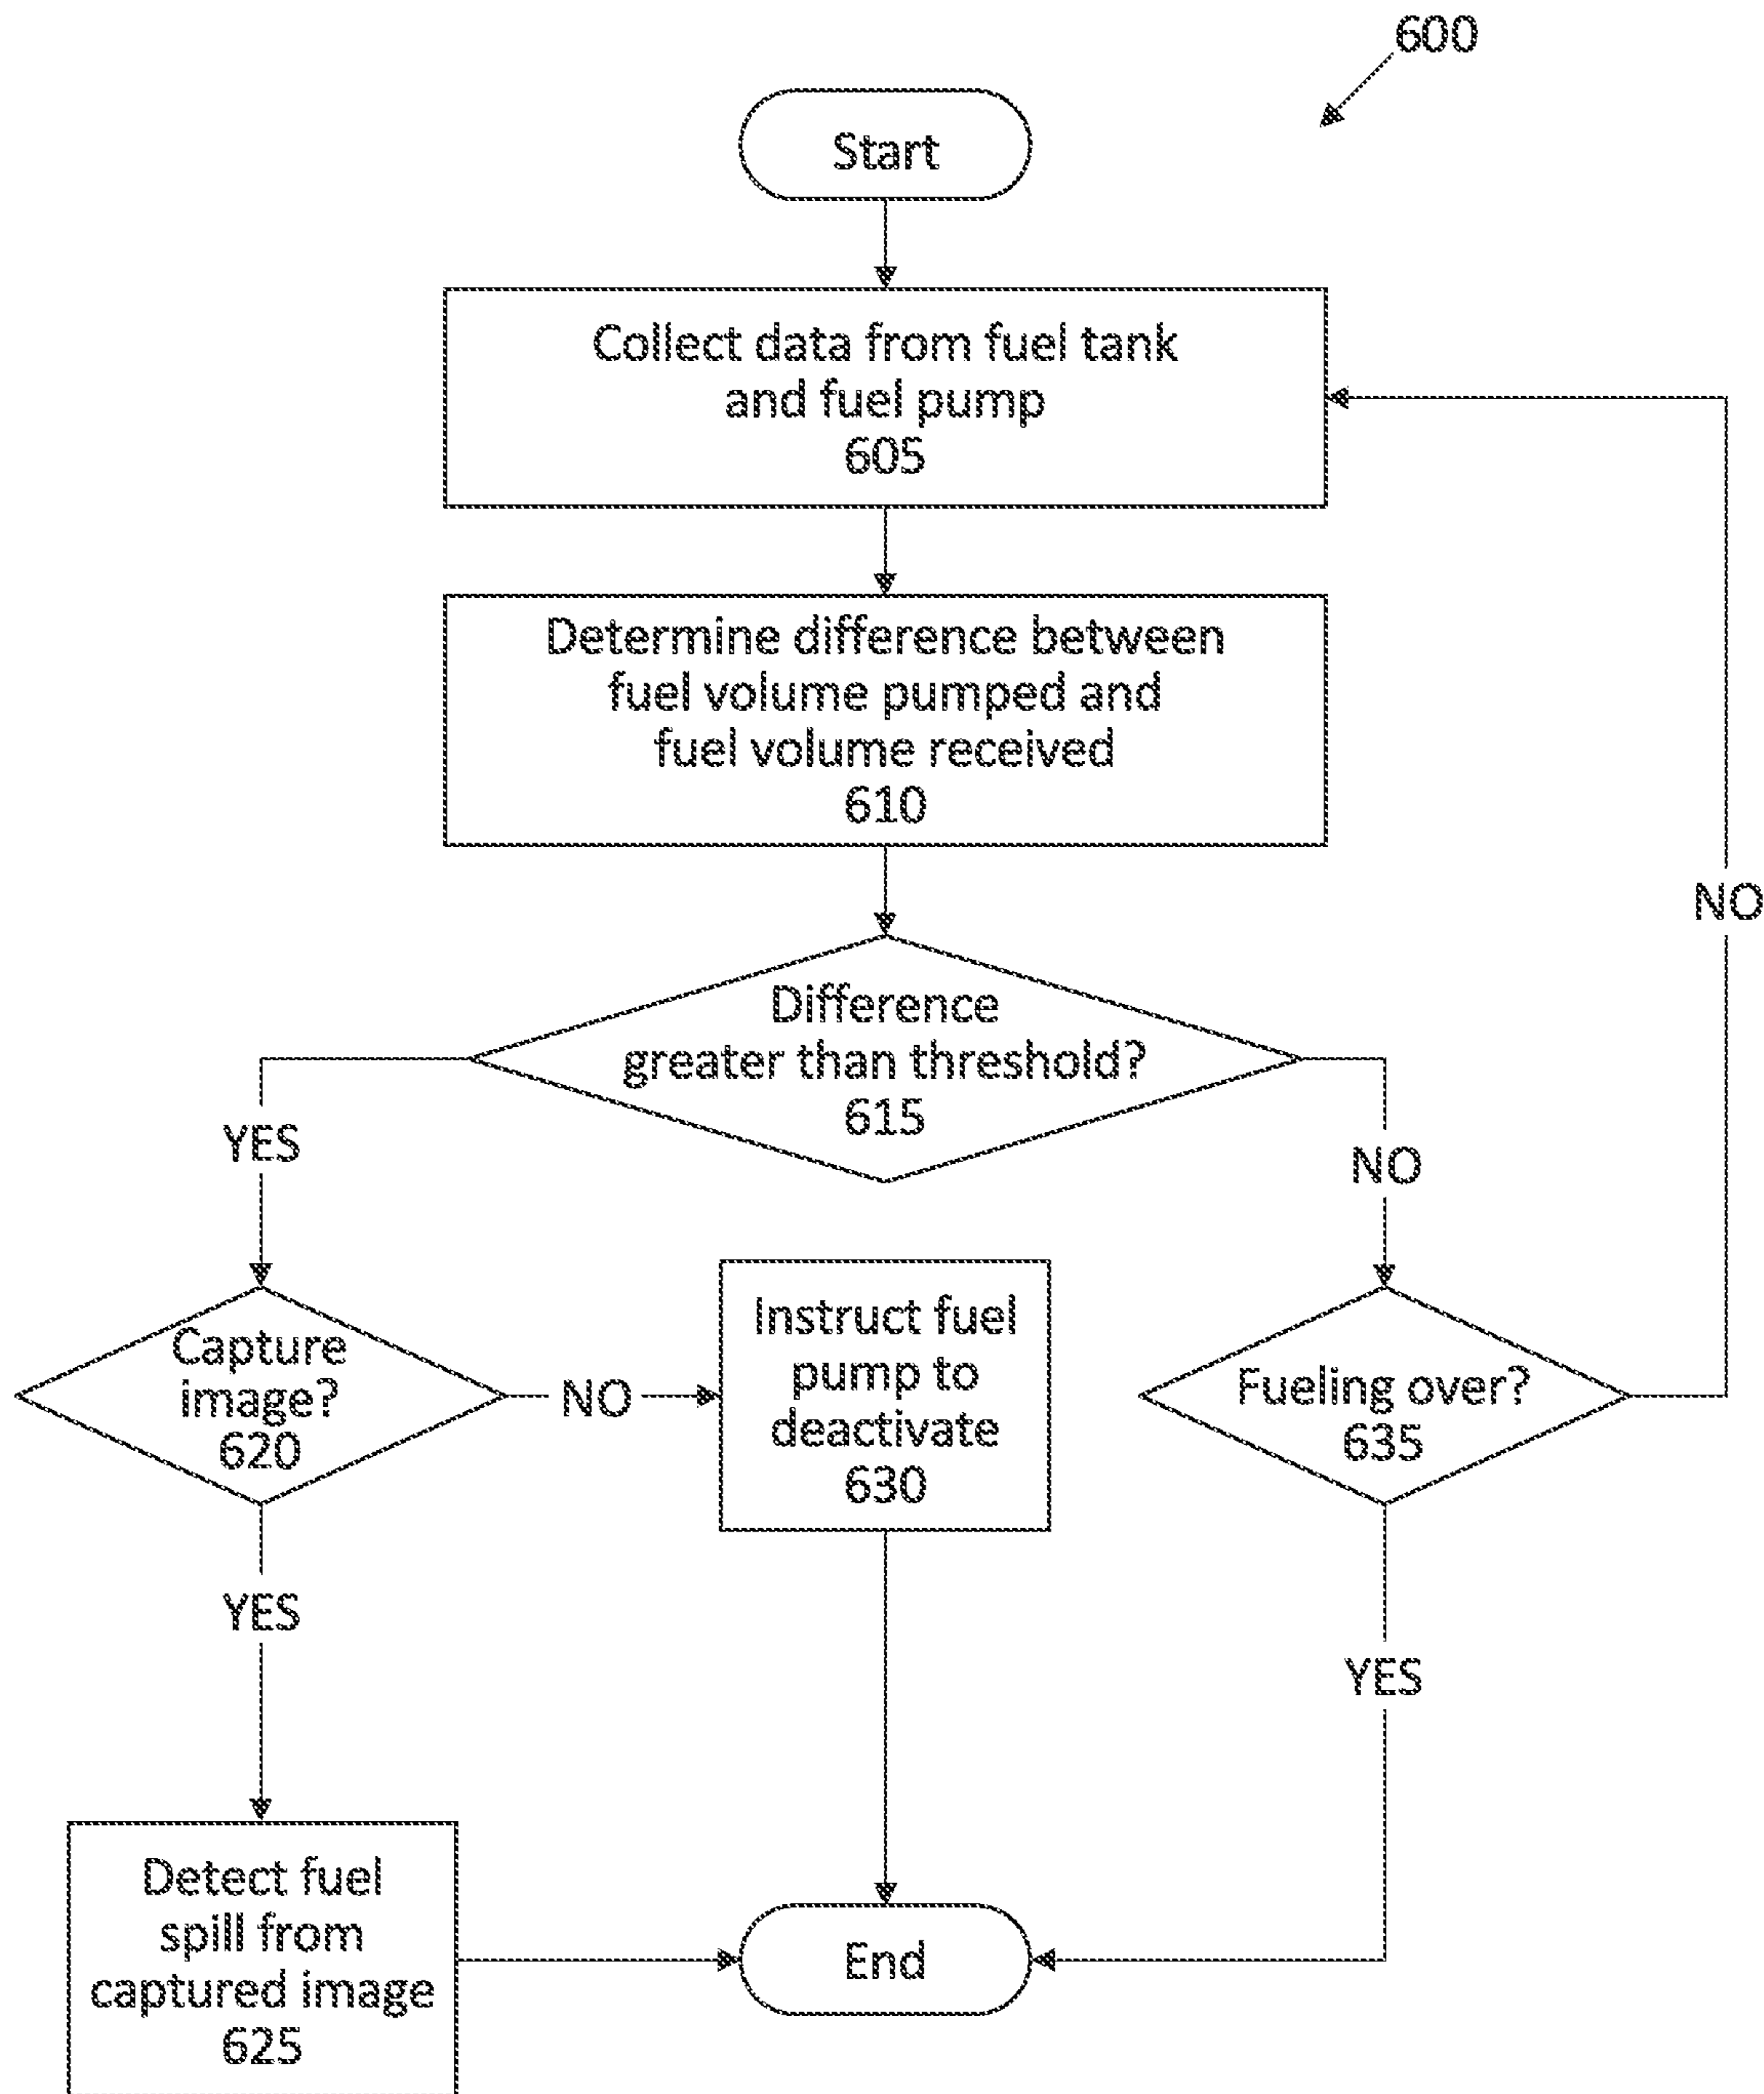 600
Start
Collect data from fuel tank
and fuel pump
605
Determine difference between
fuel volume pumped and
fuel volume received
610
NO
Difference
greater than threshold?
615
YES
NO
Capture
image?
620
NO
Instruct fuel
pump to
deactivate
630
Fueling over?
635
YES
YES
Detect fuel
spill from
captured image
625
End